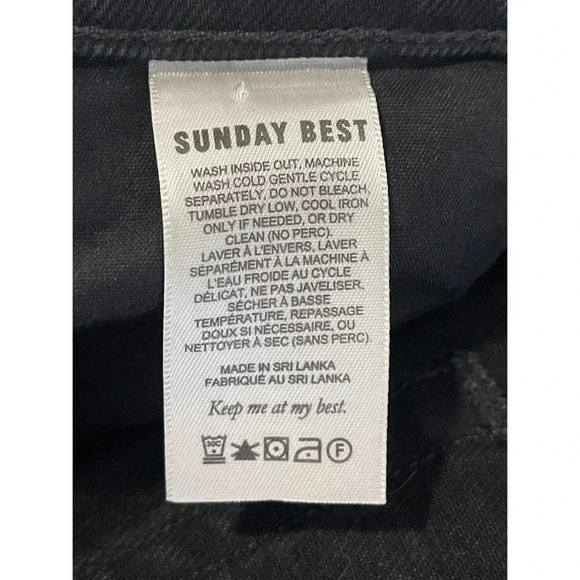 SUNDAY BEST
WASH INSIDE OUT, MACHINE
WASH COLD GENTLE CYCLE
SEPARATELY, DO NOT BLEACH,
TUMBLE DRY LOW, COOL IRON
ONLY IF NEEDED, OR DRY
CLEAN (NO PERC).
LAVER À L'ENVERS, LAVER
SÉPARÉMENT À LA MACHINE À
L'EAU FROIDE AU CYCLE
DÉLICAT, NE PAS JAVELISER,
SÉCHER À BASSE
TEMPÉRATURE, REPASSAGE
DOUX SI NÉCESSAIRE, OU
NETTOYER À SEC (SANS PERC).
MADE IN SRI LANKA
FABRIQUÉ AU SRI LANKA
Keep me at my best.
30C F